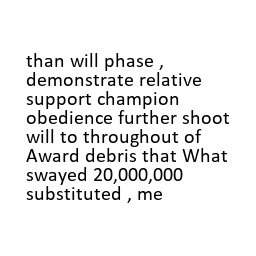 than will phase ,
demonstrate relative
support champion
obedience further shoot
will to throughout of
Award debris that What
swayed 20,000,000
substituted , me